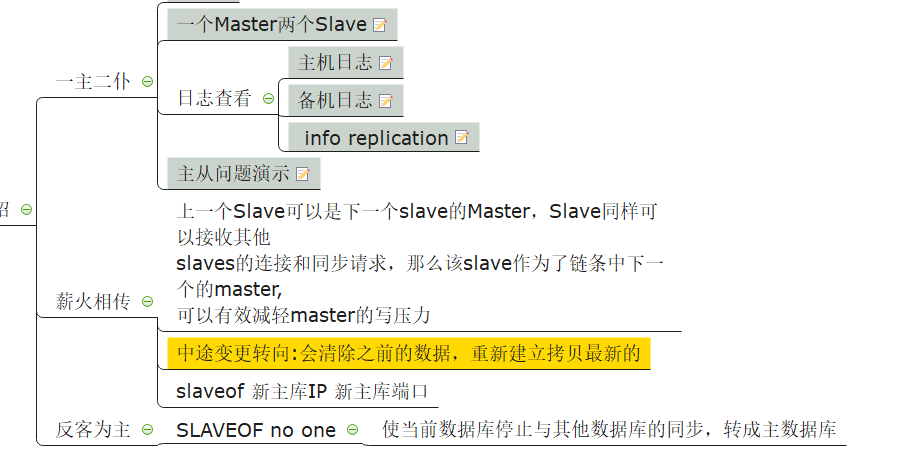 一个Master两个Slave
主机日志
一主二仆
日志查看
备机日志
info replication
主从问题演示
绍
上一个Slave可以是下一个slave的Master，Slave同样可
以接收其他
slaves的连接和同步请求，那么该slave作为了链条中下一
个的master,
可以有效减轻master的写压力
薪火相传
中途变更转向:会清除之前的数据，重新建立拷贝最新的
slaveof 新主库IP 新主库端口
反客为主
SLAVEOF no one
使当前数据库停止与其他数据库的同步，转成主数据库